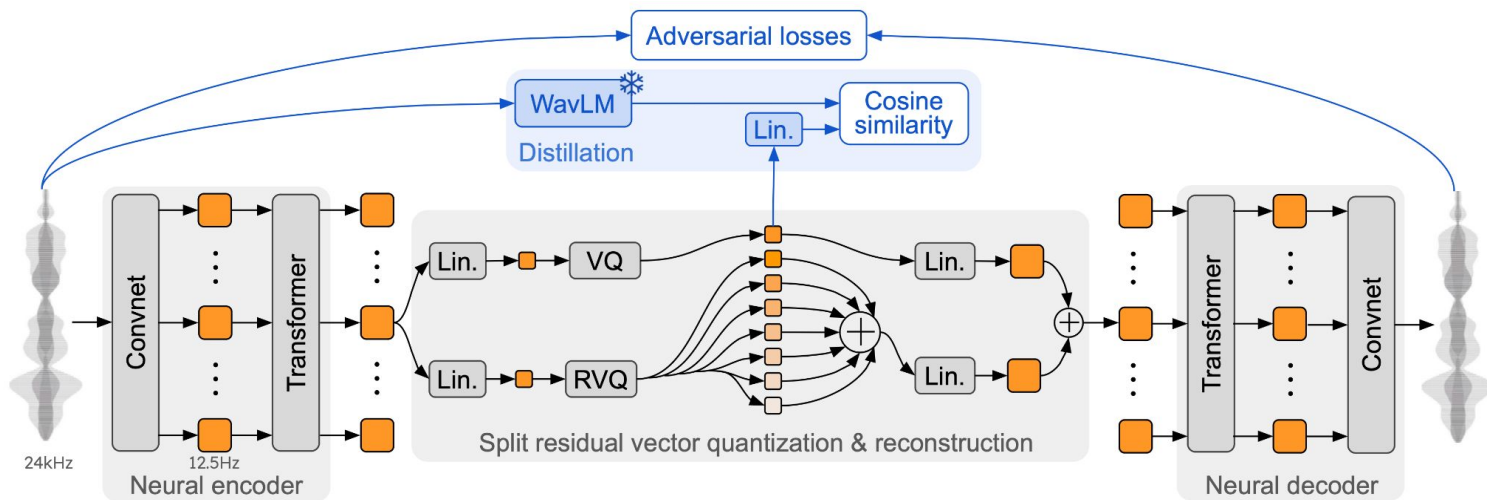 Adversarial losses
WavLM
Cosine
similarity
Lin.
Distillation
Convnet
Transformer
Lin.
VQ
Lin.
Lin.
RVQ
Lin.
Transformer
Convnet
Split residual vector quantization & reconstruction
24kHz
12.5Hz
Neural encoder
Neural decoder